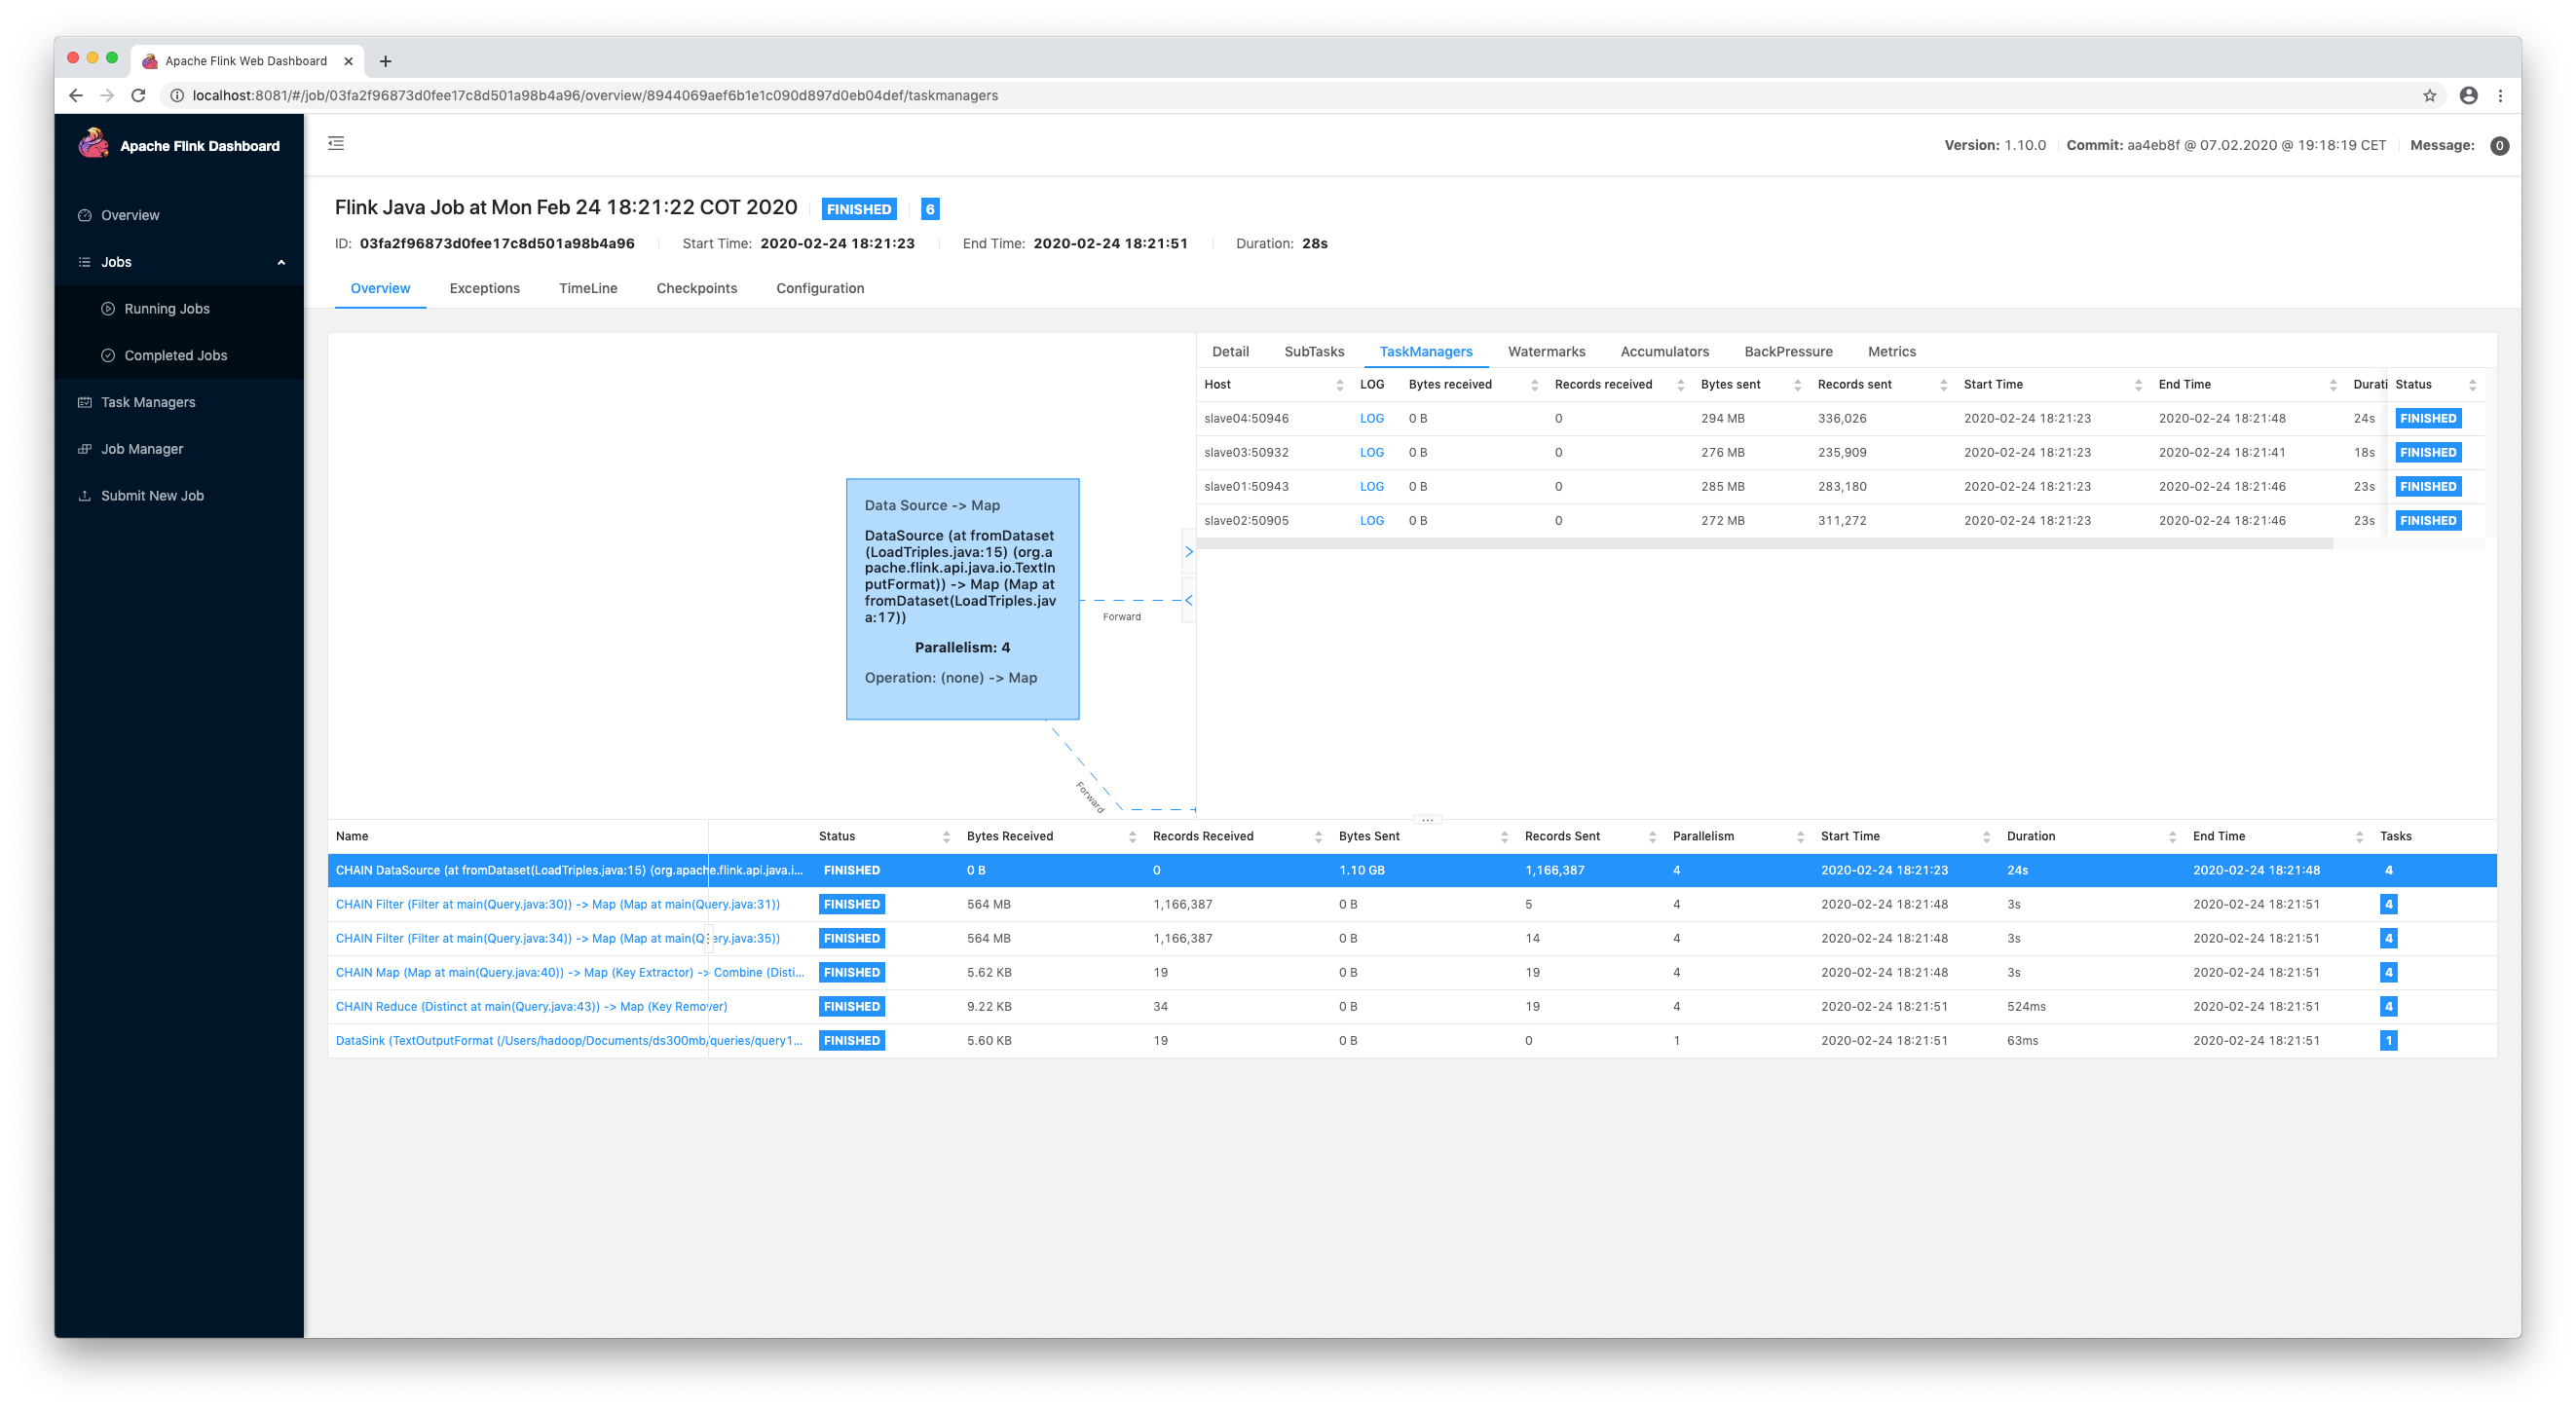 Apache Flink Web Dashboard
localhost:8081/#/job/03fa2f96873d0fee17c8d501a98b4a96/overview/8944069aef6b1e1c090d897d0eb04def/taskmanagers
Apache Flink Dashboard
Version: 1.10.0 Commit: aa4eb8f @ 07.02.2020 @ 19:18:19 CET Message: 0
Overview
Jobs
Running Jobs
Completed Jobs
Task Managers
Job Manager
Submit New Job
Flink Java Job at Mon Feb 24 18:21:22 COT 2020 FINISHED 6
ID: 03fa2f96873d0fee17c8d501a98b4a96 Start Time: 2020-02-24 18:21:23 End Time: 2020-02-24 18:21:51 Duration: 28s
Overview Exceptions TimeLine Checkpoints Configuration
Data Source -> Map
DataSource (at fromDataset
(LoadTriples.java:15) (org.a
pache.flink.api.java.io.TextIn
putFormat)) -> Map (Map at
fromDataset(LoadTriples.jav
a:17))
Parallelism: 4
Operation: (none) -> Map
Forward
Forward
Detail SubTasks TaskManagers Watermarks Accumulators BackPressure Metrics
Host LOG Bytes received Records received Bytes sent Records sent Start Time End Time Durati Status
slave04:50946 LOG 0 B 0 294 MB 336,026 2020-02-24 18:21:23 2020-02-24 18:21:48 24s FINISHED
slave03:50932 LOG 0 B 0 276 MB 235,909 2020-02-24 18:21:23 2020-02-24 18:21:41 18s FINISHED
slave01:50943 LOG 0 B 0 285 MB 283,180 2020-02-24 18:21:23 2020-02-24 18:21:46 23s FINISHED
slave02:50905 LOG 0 B 0 272 MB 311,272 2020-02-24 18:21:23 2020-02-24 18:21:46 23s FINISHED
Name Status Bytes Received Records Received Bytes Sent Records Sent Parallelism Start Time Duration End Time Tasks
CHAIN DataSource (at fromDataset(LoadTriples.java:15) (org.apache.flink.api.java.i... FINISHED 0 B 0 1.10 GB 1,166,387 4 2020-02-24 18:21:23 24s 2020-02-24 18:21:48 4
CHAIN Filter (Filter at main(Query.java:30)) -> Map (Map at main(Query.java:31)) FINISHED 564 MB 1,166,387 0 B 5 4 2020-02-24 18:21:48 3s 2020-02-24 18:21:51 4
CHAIN Filter (Filter at main(Query.java:34)) -> Map (Map at main(Query.java:35)) FINISHED 564 MB 1,166,387 0 B 14 4 2020-02-24 18:21:48 3s 2020-02-24 18:21:51 4
CHAIN Map (Map at main(Query.java:40)) -> Map (Key Extractor) -> Combine (Disti... FINISHED 5.62 KB 19 0 B 19 4 2020-02-24 18:21:48 3s 2020-02-24 18:21:51 4
CHAIN Reduce (Distinct at main(Query.java:43)) -> Map (Key Remover) FINISHED 9.22 KB 34 0 B 19 4 2020-02-24 18:21:51 524ms 2020-02-24 18:21:51 4
DataSink (TextOutputFormat (/Users/hadoop/Documents/ds300mb/queries/query1... FINISHED 5.60 KB 19 0 B 0 1 2020-02-24 18:21:51 63ms 2020-02-24 18:21:51 1